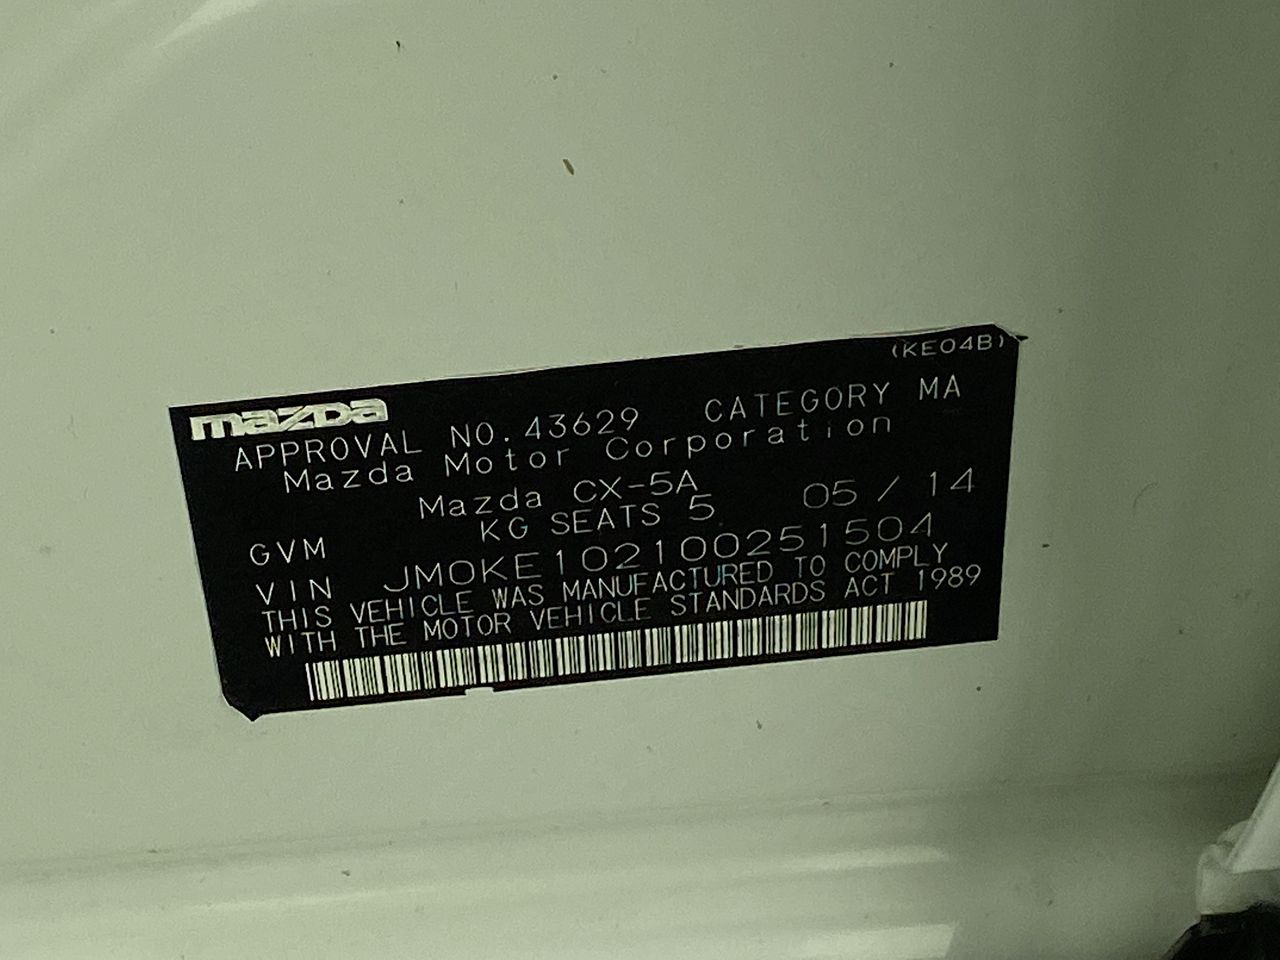 (KE04B)
mazda
APPROVAL NO. 43629 CATEGORY MA
Mazda Motor Corporation
Mazda CX-5A 05 / 14
GVM KG SEATS 5
VIN JM0KE102100251504
THIS VEHICLE WAS MANUFACTURED TO COMPLY
WITH THE MOTOR VEHICLE STANDARDS ACT 1989